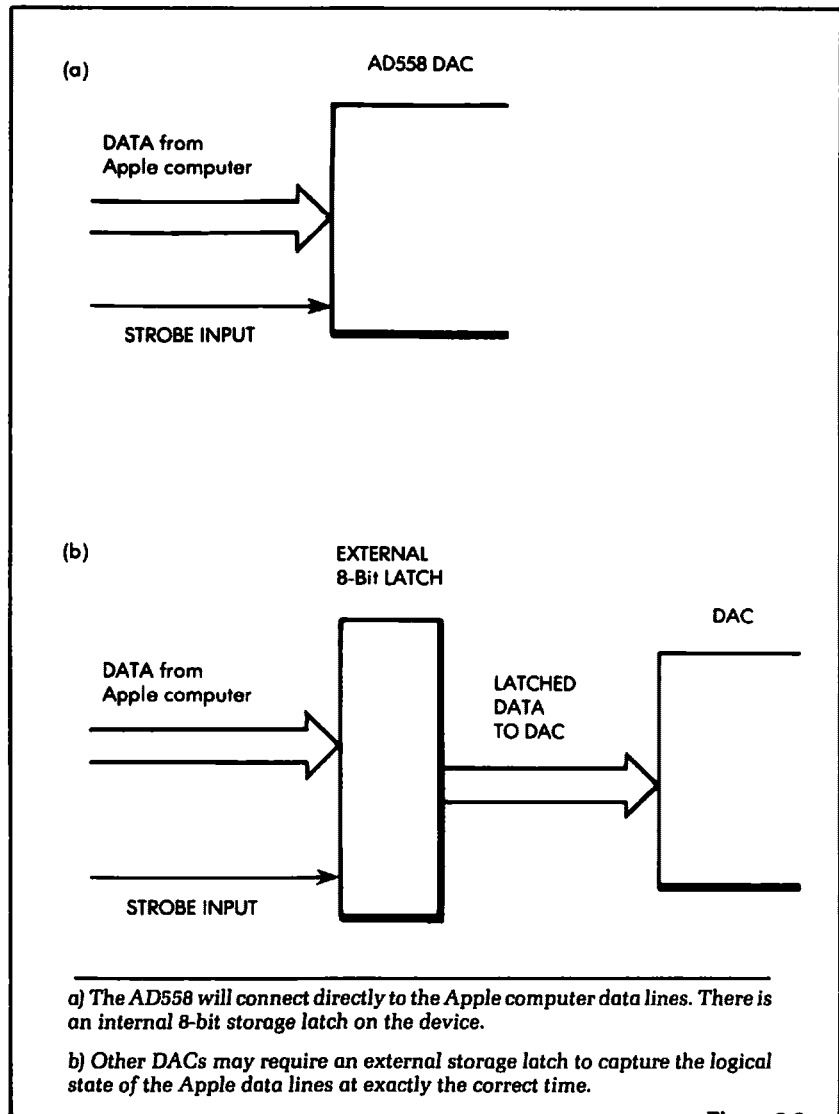 (a)
AD558 DAC
DATA from
Apple computer
STROBE INPUT
(b)
EXTERNAL
8-Bit LATCH
DAC
DATA from
Apple computer
LATCHED
DATA
TO DAC
STROBE INPUT
a) The AD558 will connect directly to the Apple computer data lines. There is
an internal 8-bit storage latch on the device.
b) Other DACs may require an external storage latch to capture the logical
state of the Apple data lines at exactly the correct time.